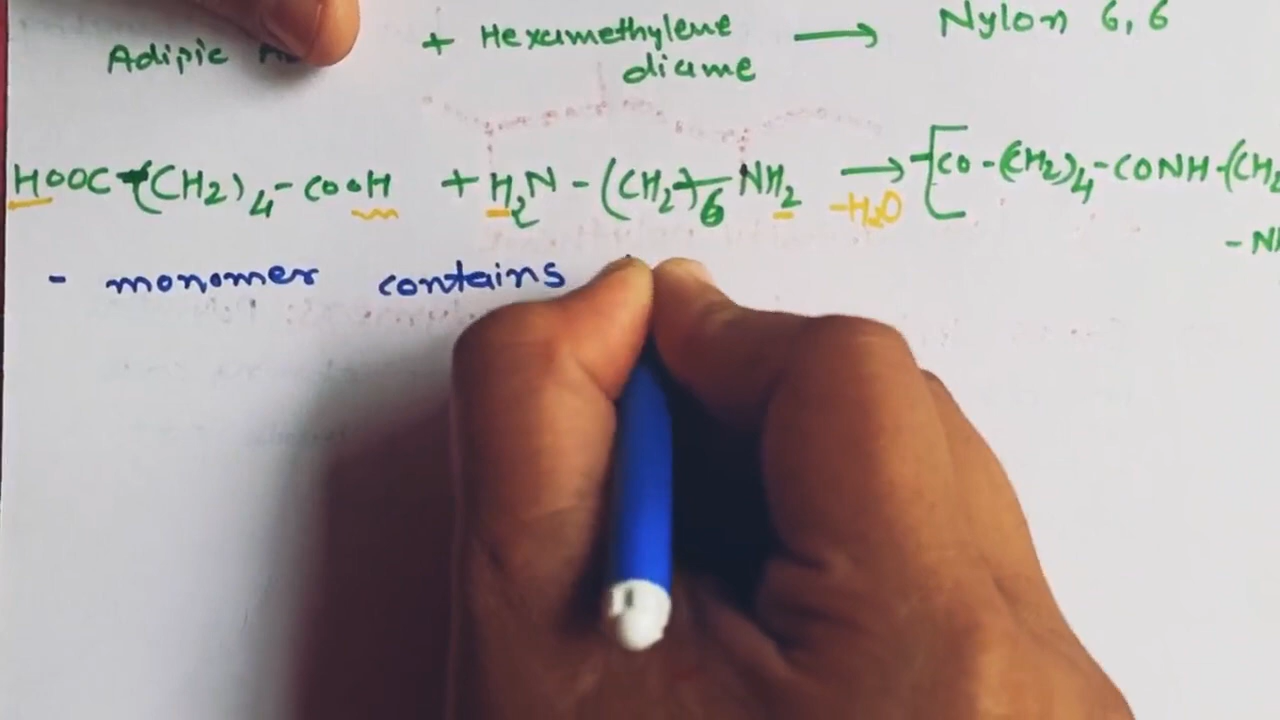 Adipic + Hexamethylene diame → Nylon 6,6
HOOC-(CH2)4-COOH + H2N-(CH2)6-NH2 → -H2O -[CO-(CH2)4-CONH-(CH2
-N
- monomer contains